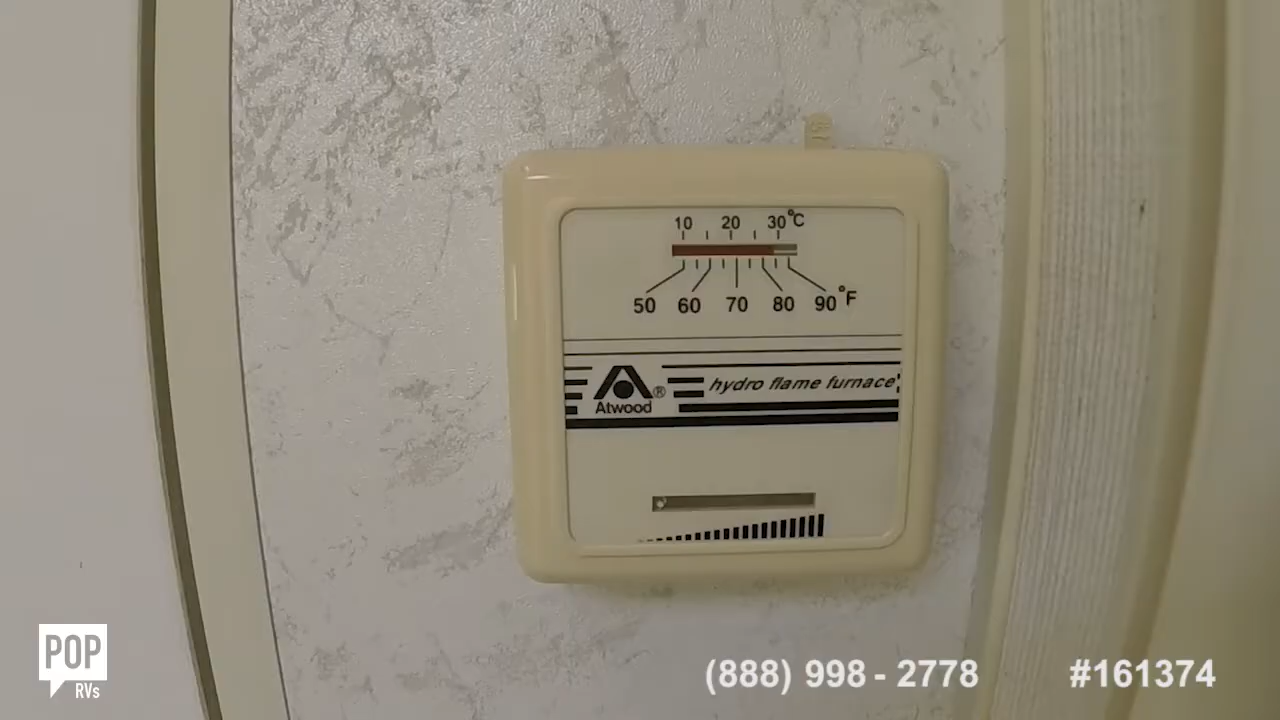 10 20 30°C
50 60 70 80 90°F
A® hydro flame furnace
Atwood
POP
RVs
(888) 998 - 2778 #161374